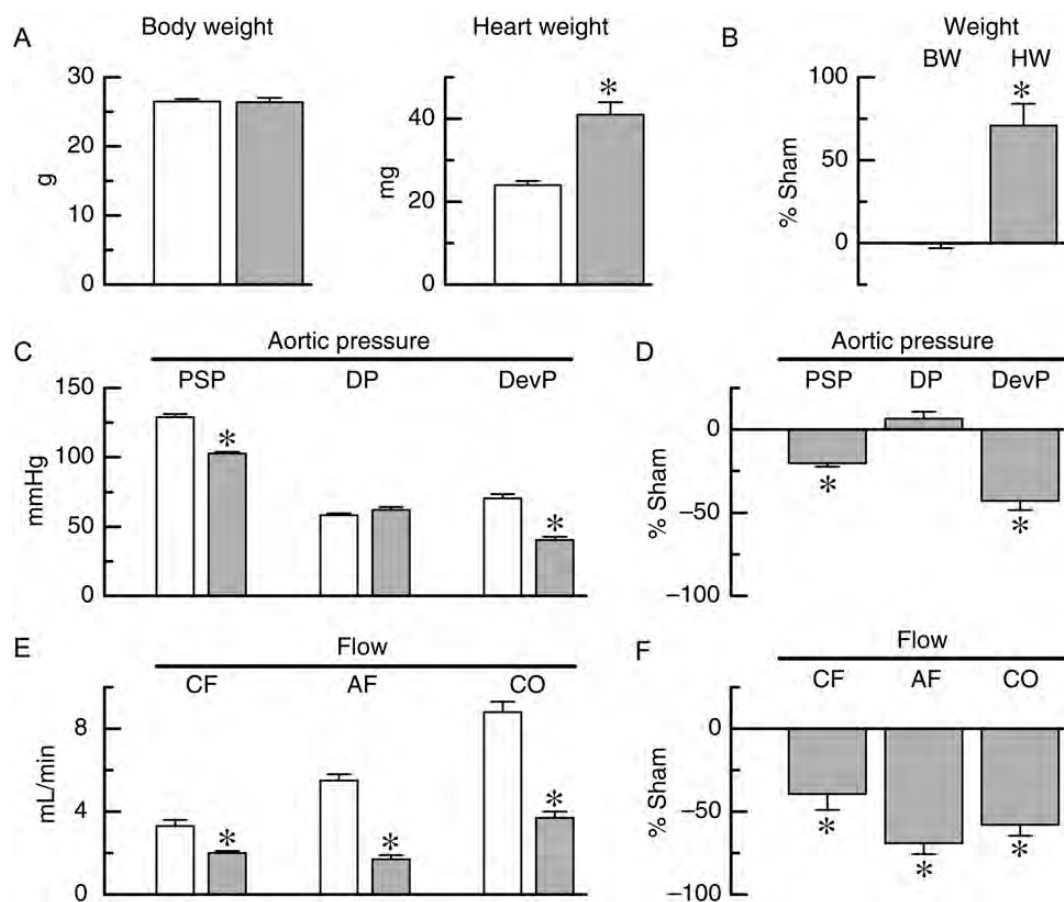 A
Body weight
g
30
20
10
0
Heart weight
mg
40
20
0
*
B
Weight
BW HW
% Sham
100
50
0
*
C
Aortic pressure
PSP DP DevP
mmHg
150
100
50
0
*
*
D
Aortic pressure
PSP DP DevP
% Sham
0
−50
−100
*
*
E
Flow
CF AF CO
mL/min
8
4
0
*
*
*
F
Flow
CF AF CO
% Sham
0
−50
−100
*
*
*